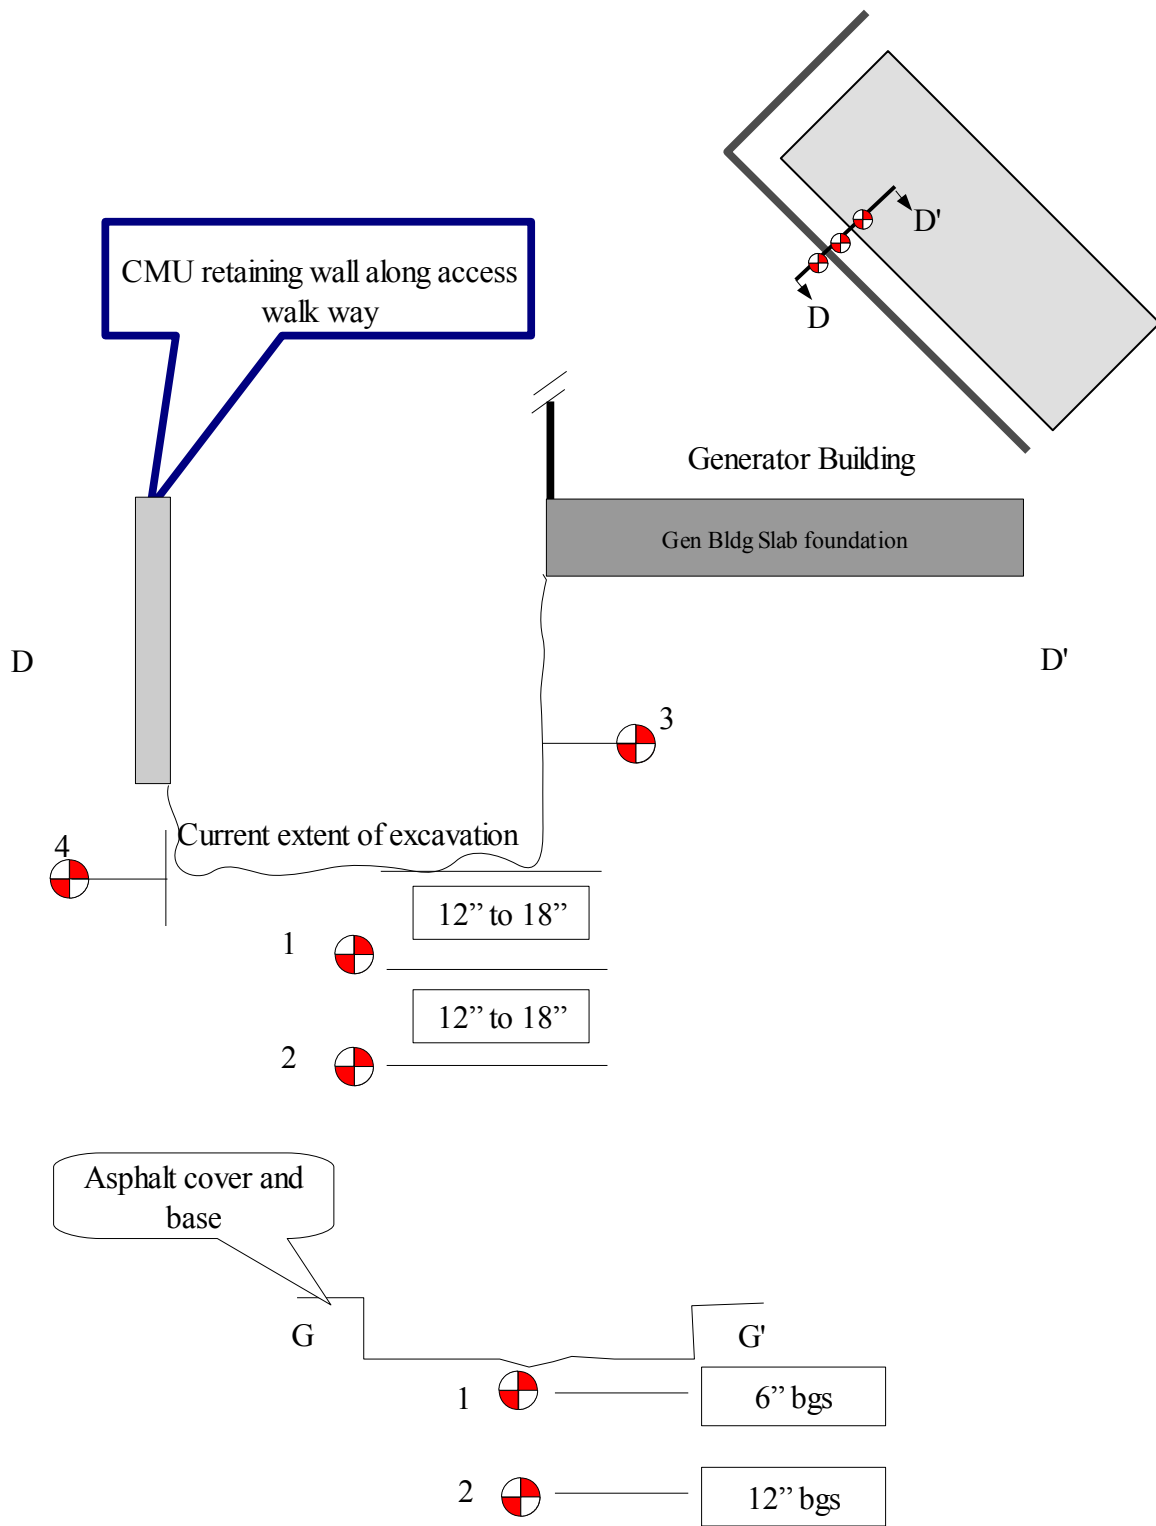 D'
D
CMU retaining wall along access
walk way
Generator Building
Gen Bldg Slab foundation
D
D'
3
4
Current extent of excavation
12” to 18”
1
12” to 18”
2
Asphalt cover and
base
G
G'
1
6” bgs
2
12” bgs